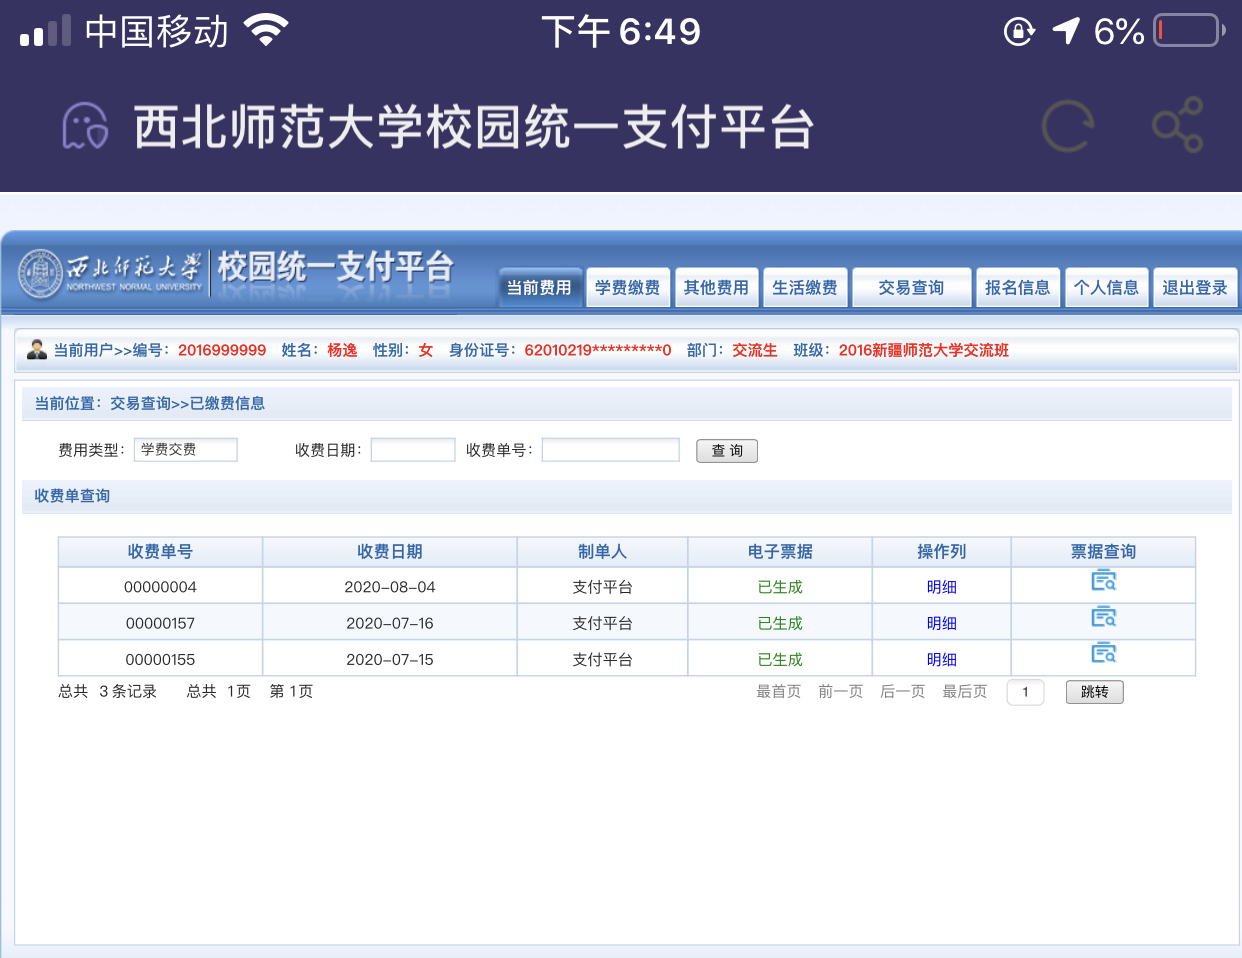 中国移动 下午 6:49 6%
西北师范大学校园统一支付平台
西北师范大学 校园统一支付平台
NORTHWEST NORMAL UNIVERSITY
当前费用 学费缴费 其他费用 生活缴费 交易查询 报名信息 个人信息 退出登录
当前用户>>编号：2016999999 姓名：杨逸 性别：女 身份证号：62010219*********0 部门：交流生 班级：2016新疆师范大学交流班
当前位置：交易查询>>已缴费信息
费用类型：学费交费 收费日期： 收费单号： 查 询
收费单查询
收费单号 收费日期 制单人 电子票据 操作列 票据查询
00000004 2020-08-04 支付平台 已生成 明细
00000157 2020-07-16 支付平台 已生成 明细
00000155 2020-07-15 支付平台 已生成 明细
总共 3 条记录 总共 1页 第 1页 最首页 前一页 后一页 最后页 1 跳转